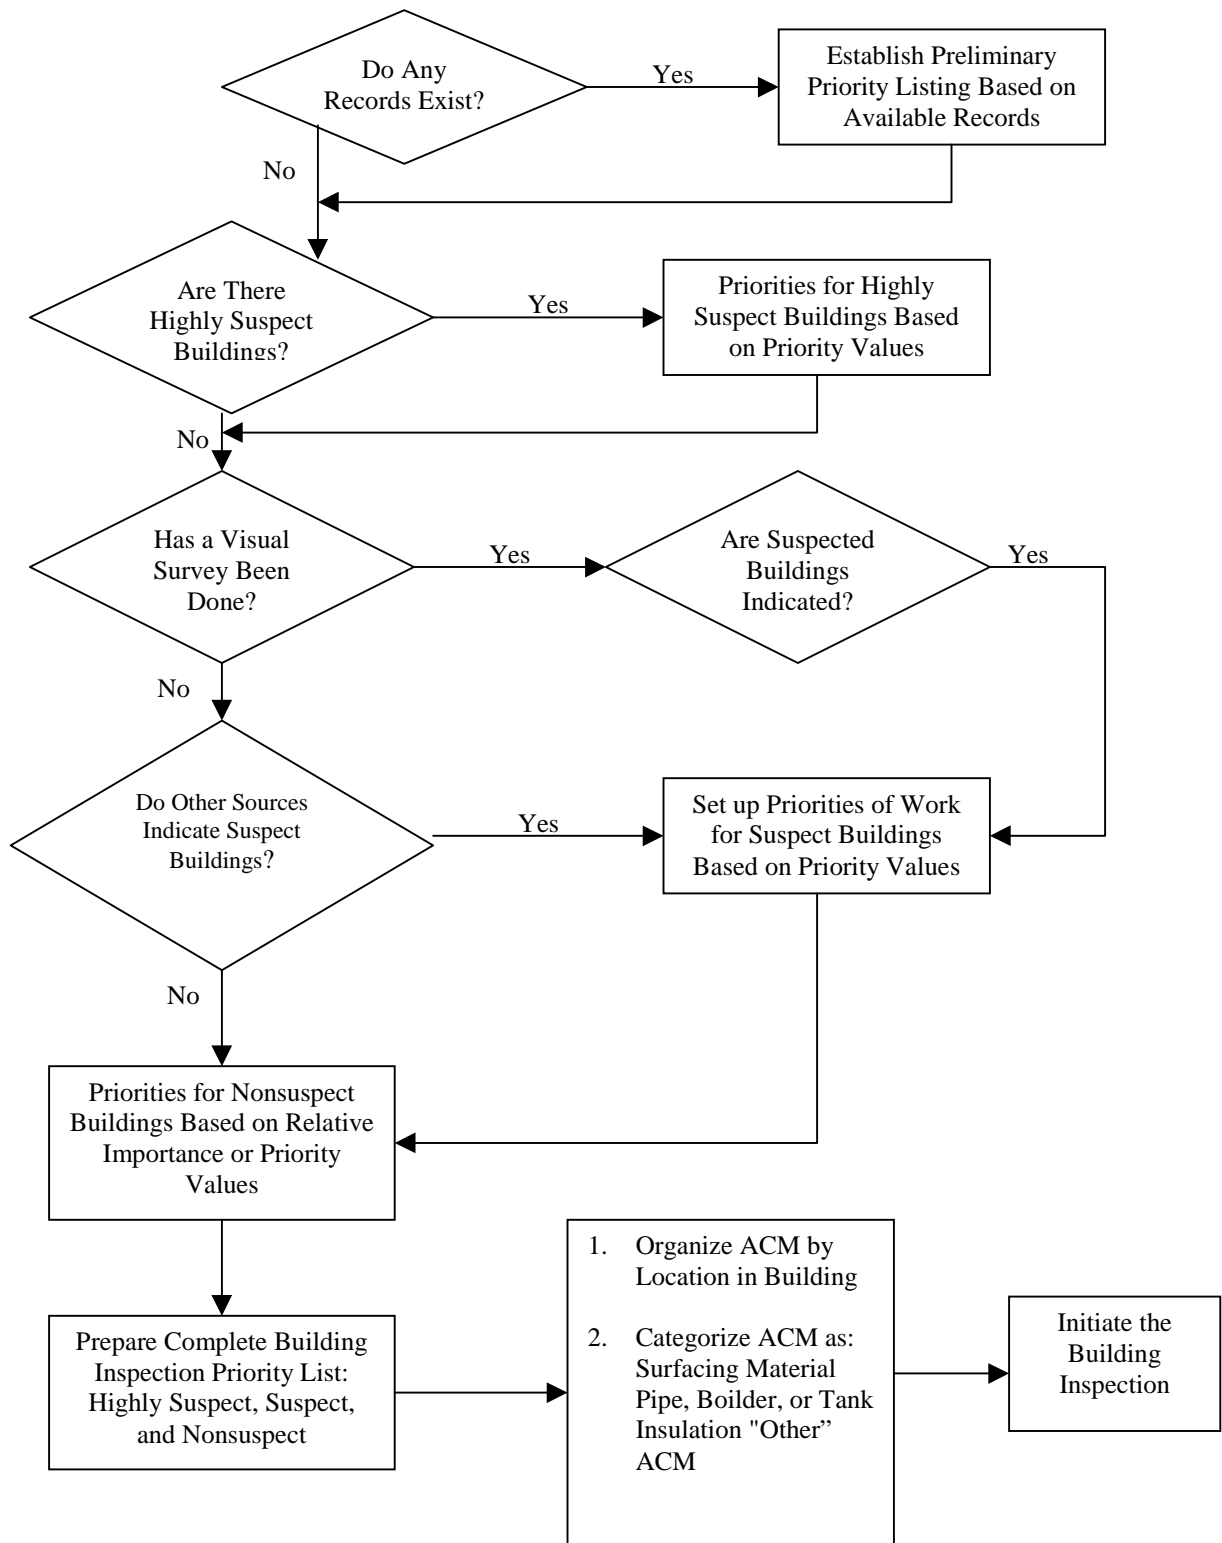 Do Any
Records Exist?
Yes
Establish Preliminary
Priority Listing Based on
Available Records
No
Are There
Highly Suspect
Buildings?
Yes
Priorities for Highly
Suspect Buildings Based
on Priority Values
No
Has a Visual
Survey Been
Done?
Yes
Are Suspected
Buildings
Indicated?
Yes
No
Do Other Sources
Indicate Suspect
Buildings?
Yes
Set up Priorities of Work
for Suspect Buildings
Based on Priority Values
No
Priorities for Nonsuspect
Buildings Based on Relative
Importance or Priority
Values
Prepare Complete Building
Inspection Priority List:
Highly Suspect, Suspect,
and Nonsuspect
1. Organize ACM by
Location in Building
2. Categorize ACM as:
Surfacing Material
Pipe, Boilder, or Tank
Insulation "Other”
ACM
Initiate the
Building
Inspection